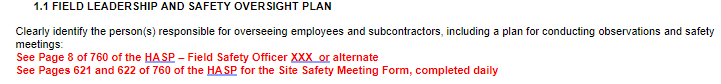 1.1 FIELD LEADERSHIP AND SAFETY OVERSIGHT PLAN
Clearly identify the person(s) responsible for overseeing employees and subcontractors, including a plan for conducting observations and safety
meetings:
See Page 8 of 760 of the HASP – Field Safety Officer XXX or alternate
See Pages 621 and 622 of 760 of the HASP for the Site Safety Meeting Form, completed daily